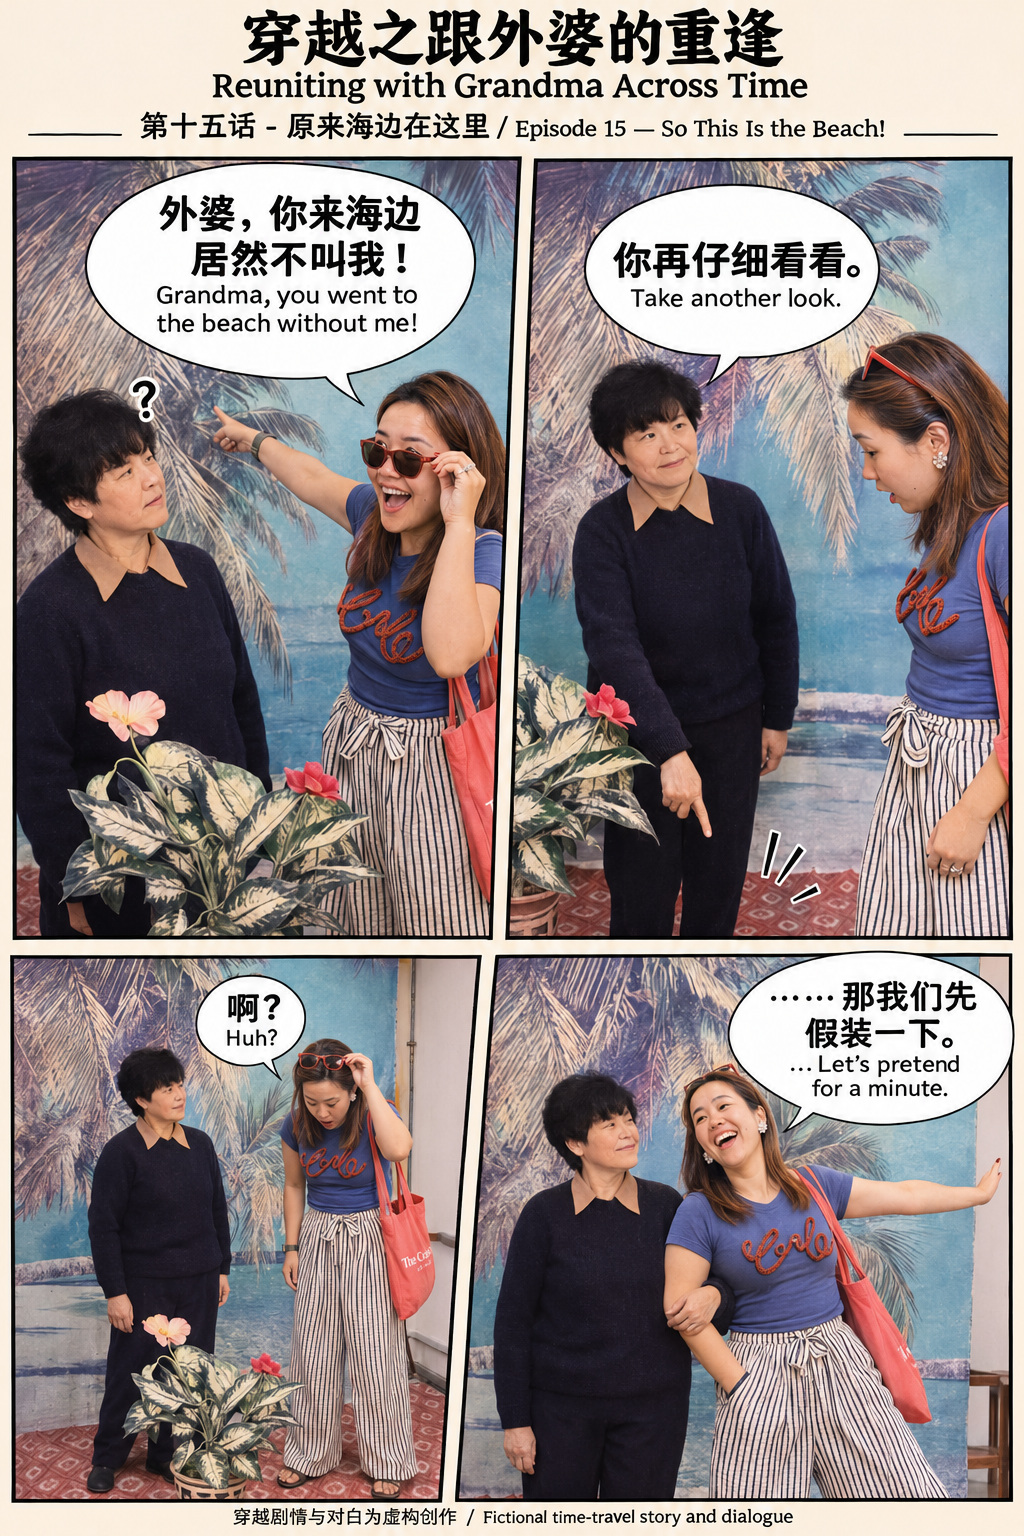 穿越之跟外婆的重逢
Reuniting with Grandma Across Time
第十五话 - 原来海边在这里 / Episode 15 — So This Is the Beach!
外婆，你来海边
居然不叫我！
Grandma, you went to
the beach without me!
?
你再仔细看看。
Take another look.
啊？
Huh?
……那我们先
假装一下。
...Let's pretend
for a minute.
穿越剧情与对白为虚构创作 / Fictional time-travel story and dialogue